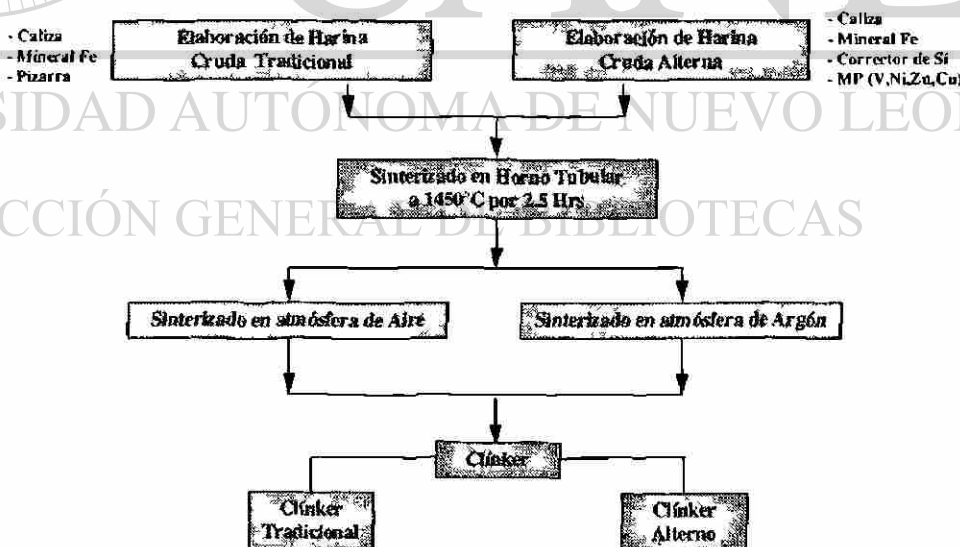 - Caliza
- Mineral Fe
- Pizarra
Elaboración de Harina
Cruda Tradicional
Elaboración de Harina
Cruda Alterna
- Caliza
- Mineral Fe
- Corrector de Si
- MP (V,Ni,Zn,Cu)
SIDAD AUTÓNOMA DE NUEVO LEÓ
Sinterizado en Horno Tubular
a 1450°C por 2.5 Hrs
CCIÓN GENERAL DE BIBLIOTECAS
Sinterizado en atmósfera de Aire
Sinterizado en atmósfera de Argón
Clínker
Clínker
Tradicional
Clínker
Alterno